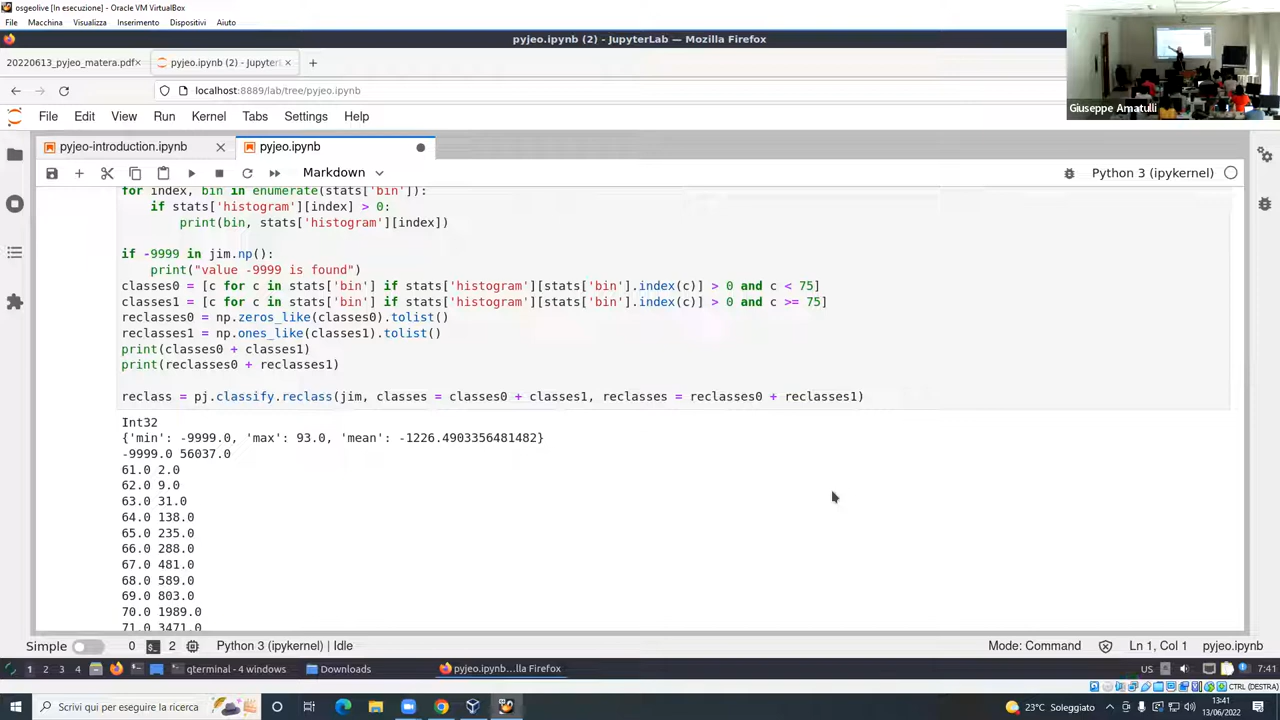 osgeolive [In esecuzione] - Oracle VM VirtualBox
File Macchina Visualizza Inserimento Dispositivi Aiuto
pyjeo.ipynb (2) - JupyterLab — Mozilla Firefox
20220613_pyjeo_matera.pdf
pyjeo.ipynb (2) - JupyterL
localhost:8889/lab/tree/pyjeo.ipynb
Giuseppe Amatulli
File Edit View Run Kernel Tabs Settings Help
pyjeo-introduction.ipynb
pyjeo.ipynb
Markdown
Python 3 (ipykernel)
for index, bin in enumerate(stats['bin']):
    if stats['histogram'][index] > 0:
        print(bin, stats['histogram'][index])
if -9999 in jim.np():
    print("value -9999 is found")
classes0 = [c for c in stats['bin'] if stats['histogram'][stats['bin'].index(c)] > 0 and c < 75]
classes1 = [c for c in stats['bin'] if stats['histogram'][stats['bin'].index(c)] > 0 and c >= 75]
reclasses0 = np.zeros_like(classes0).tolist()
reclasses1 = np.ones_like(classes1).tolist()
print(classes0 + classes1)
print(reclasses0 + reclasses1)
reclass = pj.classify.reclass(jim, classes = classes0 + classes1, reclasses = reclasses0 + reclasses1)
Int32
{'min': -9999.0, 'max': 93.0, 'mean': -1226.4903356481482}
-9999.0 56037.0
61.0 2.0
62.0 9.0
63.0 31.0
64.0 138.0
65.0 235.0
66.0 288.0
67.0 481.0
68.0 589.0
69.0 803.0
70.0 1989.0
71.0 3471.0
Simple 0 2 Python 3 (ipykernel) | Idle
Mode: Command Ln 1, Col 1 pyjeo.ipynb
1 2 3 4 qterminal - 4 windows Downloads pyjeo.ipynb...lla Firefox US 7:41
CTRL (DESTRA)
Scrivi qui per eseguire la ricerca
23°C Soleggiato
13:41
13/06/2022